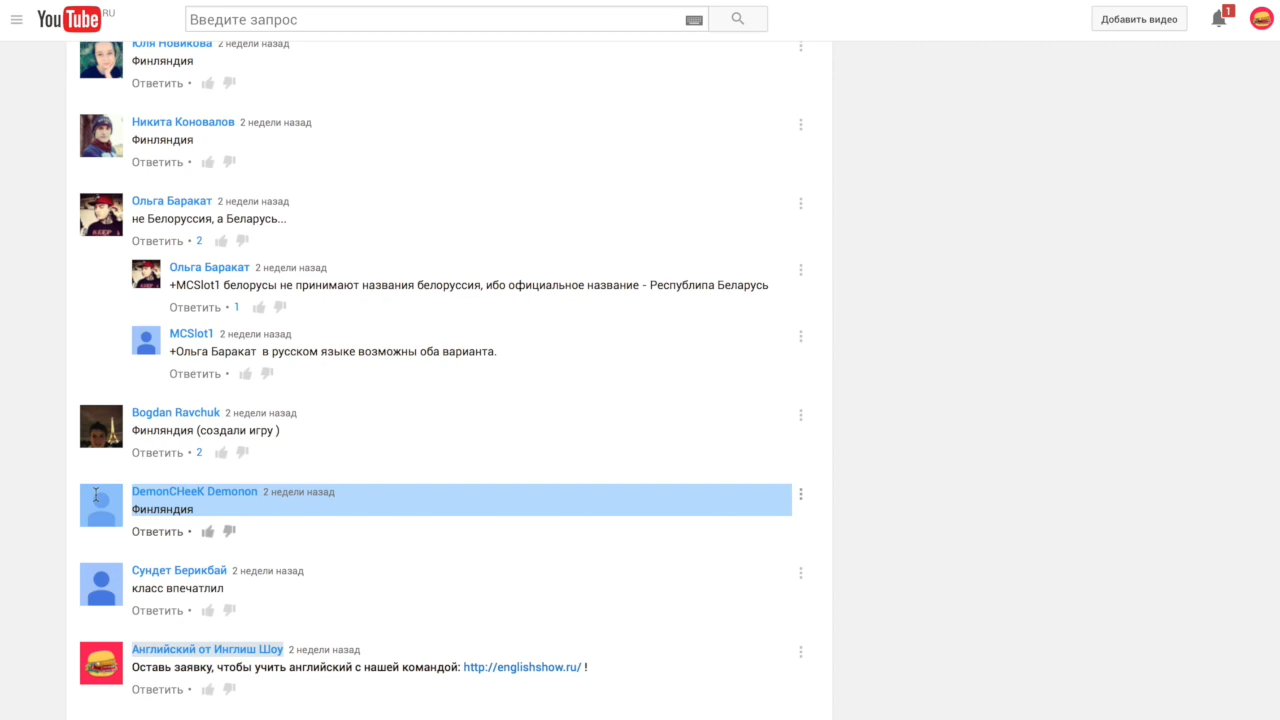 YouTube RU
Введите запрос
Добавить видео
1
Юля Новикова 2 недели назад
Финляндия
Ответить •
Никита Коновалов 2 недели назад
Финляндия
Ответить •
Ольга Баракат 2 недели назад
не Белоруссия, а Беларусь...
Ответить • 2
Ольга Баракат 2 недели назад
+MCSlot1 белорусы не принимают названия белоруссия, ибо официальное название - Республипа Беларусь
Ответить • 1
MCSlot1 2 недели назад
+Ольга Баракат в русском языке возможны оба варианта.
Ответить •
Bogdan Ravchuk 2 недели назад
Финляндия (создали игру )
Ответить • 2
DemonCHeeK Demonon 2 недели назад
Финляндия
Ответить •
Сундет Берикбай 2 недели назад
класс впечатлил
Ответить •
Английский от Инглиш Шоу 2 недели назад
Оставь заявку, чтобы учить английский с нашей командой: http://englishshow.ru/ !
Ответить •